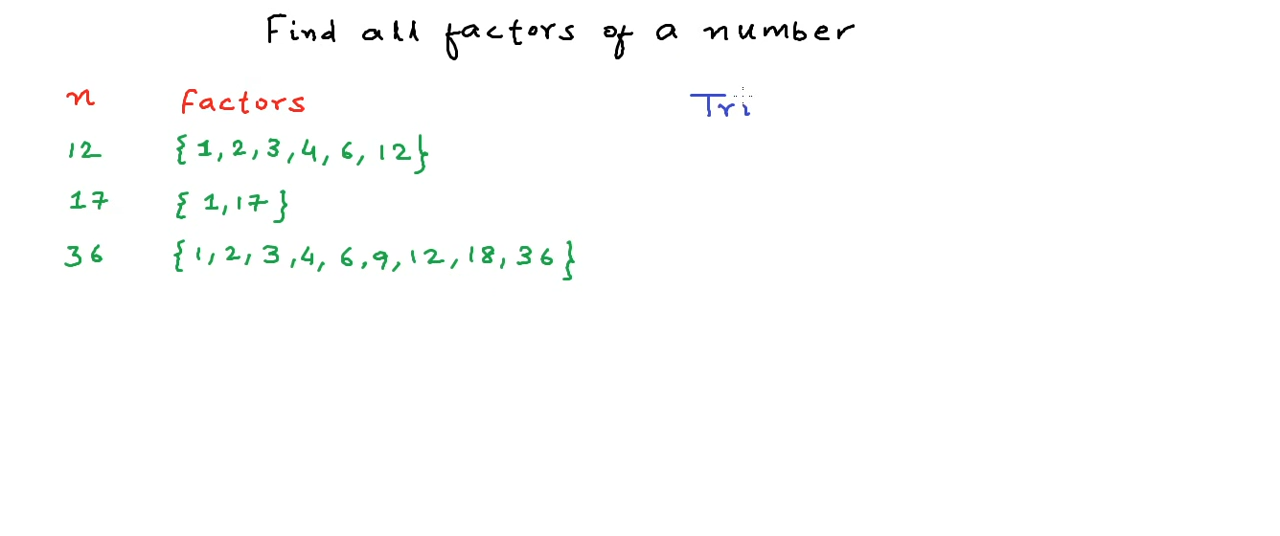 Find all factors of a number
n Factors
12 {1, 2, 3, 4, 6, 12}
17 {1, 17}
36 {1, 2, 3, 4, 6, 9, 12, 18, 36}
Tri